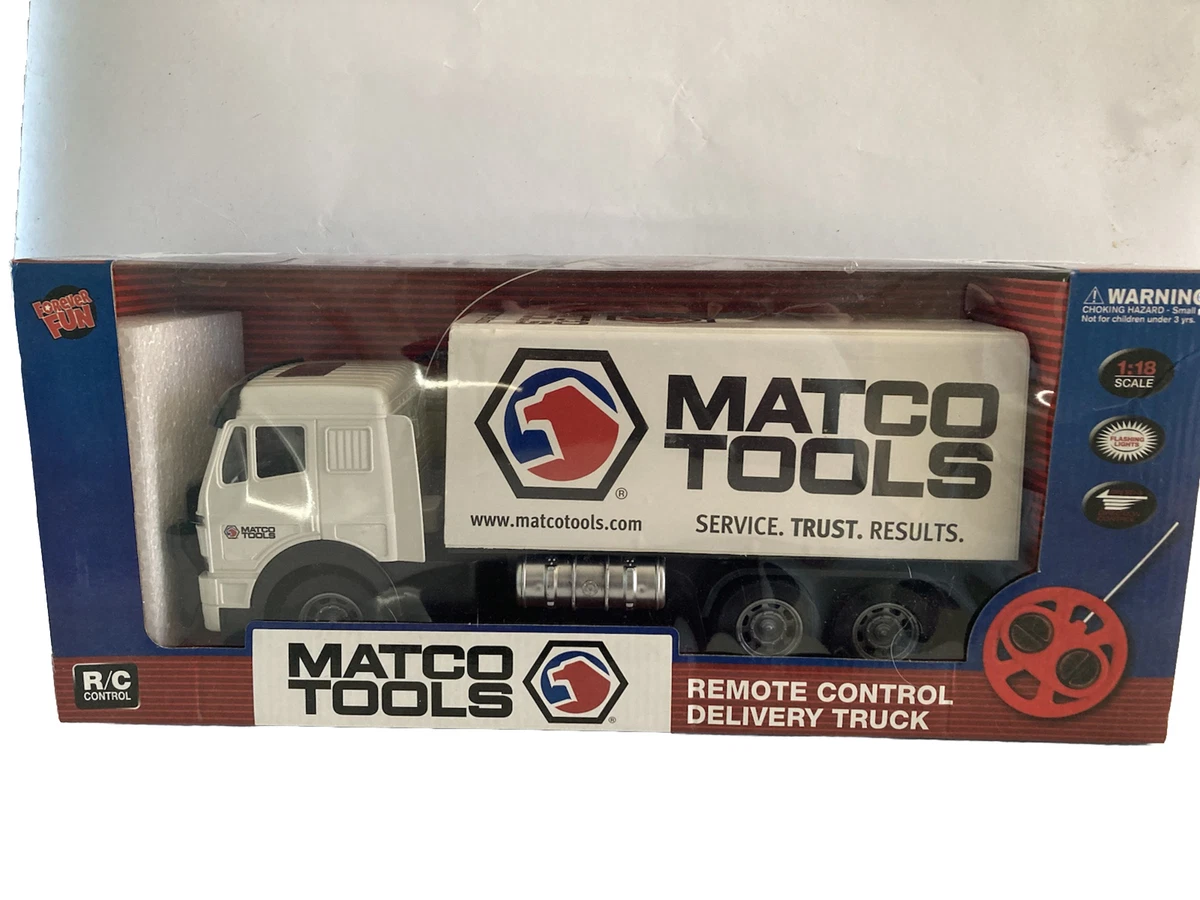 FOREVER
FUN
WARNING
CHOKING HAZARD - Small
Not for children under 3 yrs.
1:18
SCALE
FLASHING
LIGHTS
MATCO
TOOLS
®
www.matcotools.com
SERVICE. TRUST. RESULTS.
MATCO
TOOLS
R/C
CONTROL
MATCO
TOOLS
®
REMOTE CONTROL
DELIVERY TRUCK